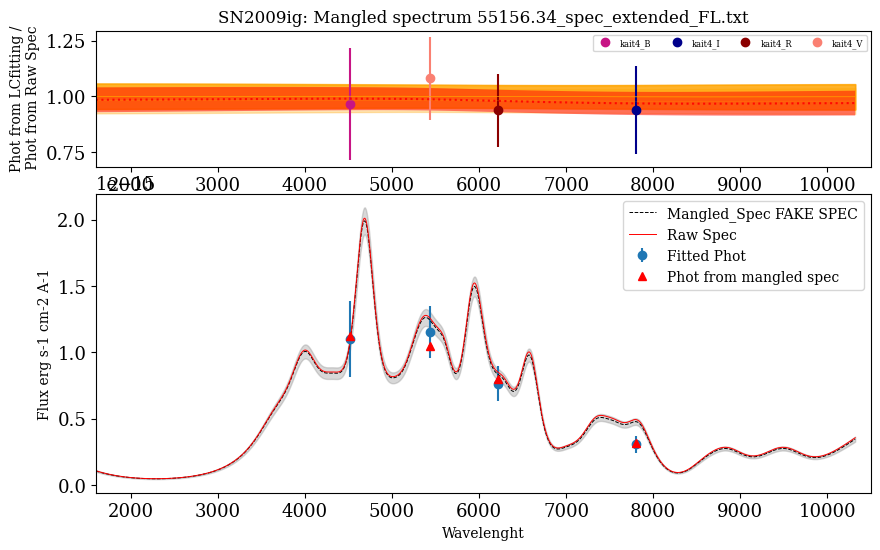 SN2009ig: Mangled spectrum 55156.34_spec_extended_FL.txt
Phot from LCfitting /
Phot from Raw Spec
1.25
1.00
0.75
kait4_B
kait4_I
kait4_R
kait4_V
2000 3000 4000 5000 6000 7000 8000 9000 10000
1e−15
Flux erg s-1 cm-2 A-1
2.0
1.5
1.0
0.5
0.0
Mangled_Spec FAKE SPEC
Raw Spec
Fitted Phot
Phot from mangled spec
2000 3000 4000 5000 6000 7000 8000 9000 10000
Wavelenght